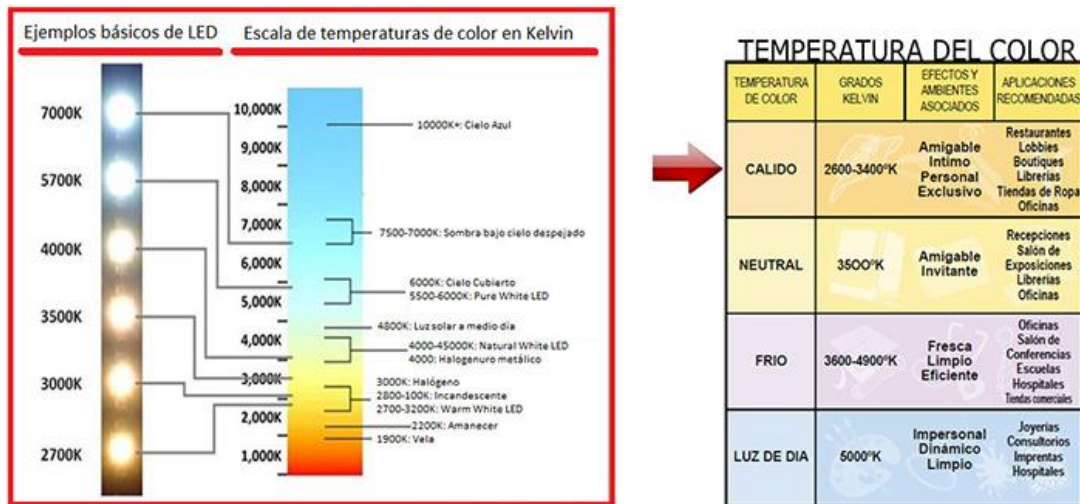 Ejemplos básicos de LED
Escala de temperaturas de color en Kelvin
7000K
5700K
4000K
3500K
3000K
2700K
10,000K
9,000K
8,000K
7,000K
6,000K
5,000K
4,000K
3,000K
2,000K
1,000K
10000K+: Cielo Azul
7500-7000K: Sombra bajo cielo despejado
6000K: Cielo Cubierto
5500-6000K: Pure White LED
4800K: Luz solar a medio día
4000-45000K: Natural White LED
4000: Halogenuro metálico
3000K: Halógeno
2800-100K: Incandescente
2700-3200K: Warm White LED
2200K: Amanecer
1900K: Vela
TEMPERATURA DEL COLOR
TEMPERATURA
DE COLOR
GRADOS
KELVIN
EFECTOS Y
AMBIENTES
ASOCIADOS
APLICACIONES
RECOMENDADAS
CALIDO
2600-3400°K
Amigable
Intimo
Personal
Exclusivo
Restaurantes
Lobbies
Boutiques
Librerias
Tiendas de Ropa
Oficinas
NEUTRAL
35OO°K
Amigable
Invitante
Recepciones
Salón de
Exposiciones
Librerias
Oficinas
FRIO
3600-4900°K
Fresca
Limpio
Eficiente
Oficinas
Salón de
Conferencias
Escuelas
Hospitales
Tiendas comerciales
LUZ DE DIA
5000°K
Impersonal
Dinámico
Limpio
Joyerías
Consultorios
Imprentas
Hospitales